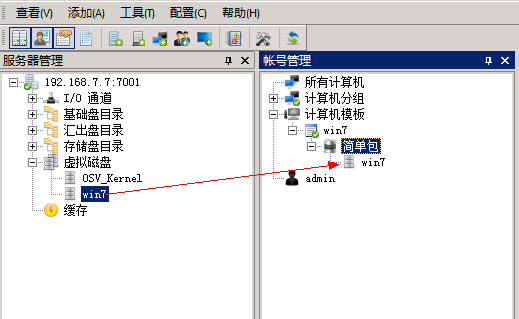 查看(V) 添加(A) 工具(T) 配置(C) 帮助(H)
服务器管理
192.168.7.7:7001
I/O 通道
基础盘目录
汇出盘目录
存储盘目录
虚拟磁盘
OSV_Kernel
win7
缓存
帐号管理
所有计算机
计算机分组
计算机模板
win7
简单包
win7
admin